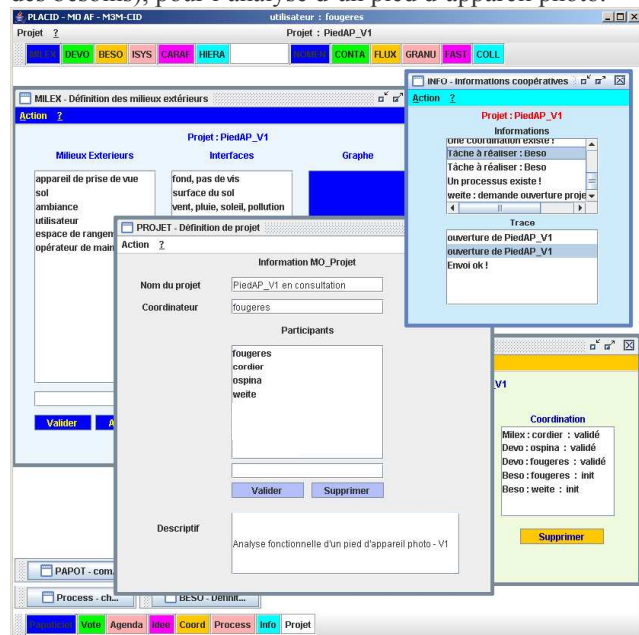 des besoins), pour l'analyse d'un pied d'appareil photo.
PLACID - MO AF - M3M-CID utilisateur : fougeres
Projet ? Projet : PiedAP_V1
MILEX DEVO BESO ISYS CARAF HIERA NOMEN CONTA FLUX GRANU FAST COLL
MILEX - Définition des milieux extérieurs
Action ?
Projet : PiedAP_V1
Milieux Exterieurs Interfaces Graphe
appareil de prise de vue
sol
ambiance
utilisateur
espace de rangem
opérateur de main
fond, pas de vis
surface du sol
vent, pluie, soleil, pollution
Valider A
INFO - Informations coopératives
Action ?
Projet : PiedAP_V1
Informations
Une coordination existe !
Tâche à réaliser : Beso
Tâche à réaliser : Beso
Un processus existe !
weite : demande ouverture proje
Trace
ouverture de PiedAP_V1
ouverture de PiedAP_V1
Envoi ok !
PROJET - Définition de projet
Action ?
Information MO_Projet
Nom du projet PiedAP_V1 en consultation
Coordinateur fougeres
Participants
fougeres
cordier
ospina
weite
Valider Supprimer
Descriptif Analyse fonctionnelle d'un pied d'appareil photo - V1
_V1
Coordination
Milex : cordier : validé
Devo : ospina : validé
Devo : fougeres : validé
Beso : fougeres : init
Beso : weite : init
Supprimer
PAPOT - com.
Process - ch... BESO - Définit...
Papoticiel Vote Agenda Idee Coord Process Info Projet